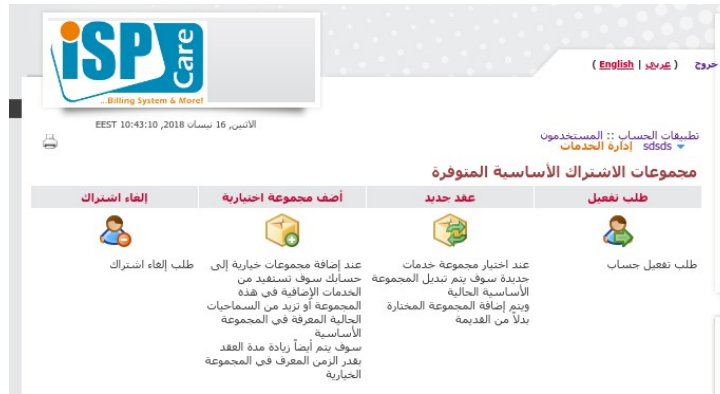 iSP Care
Billing System & More!...
خروج ( عربي | English )
الاثنين, 16 نيسان 2018, 10:43:10 EEST
تطبيقات الحساب :: المستخدمون
sdsds إدارة الخدمات
مجموعات الاشتراك الأساسية المتوفرة
طلب تفعيل
عقد جديد
أضف مجموعة اختيارية
إلغاء اشتراك
طلب تفعيل حساب
عند اختيار مجموعة خدمات
جديدة سوف يتم تبديل المجموعة
الأساسية الحالية
ويتم إضافة المجموعة المختارة
بدلاً من القديمة
عند إضافة مجموعات خيارية إلى
حسابك سوف تستفيد من
الخدمات الإضافية في هذه
المجموعة أو تزيد من السماحيات
الحالية المعرفة في المجموعة
الأساسية
سوف يتم أيضاً زيادة مدة العقد
بقدر الزمن المعرف في المجموعة
الخيارية
طلب إلغاء اشتراك